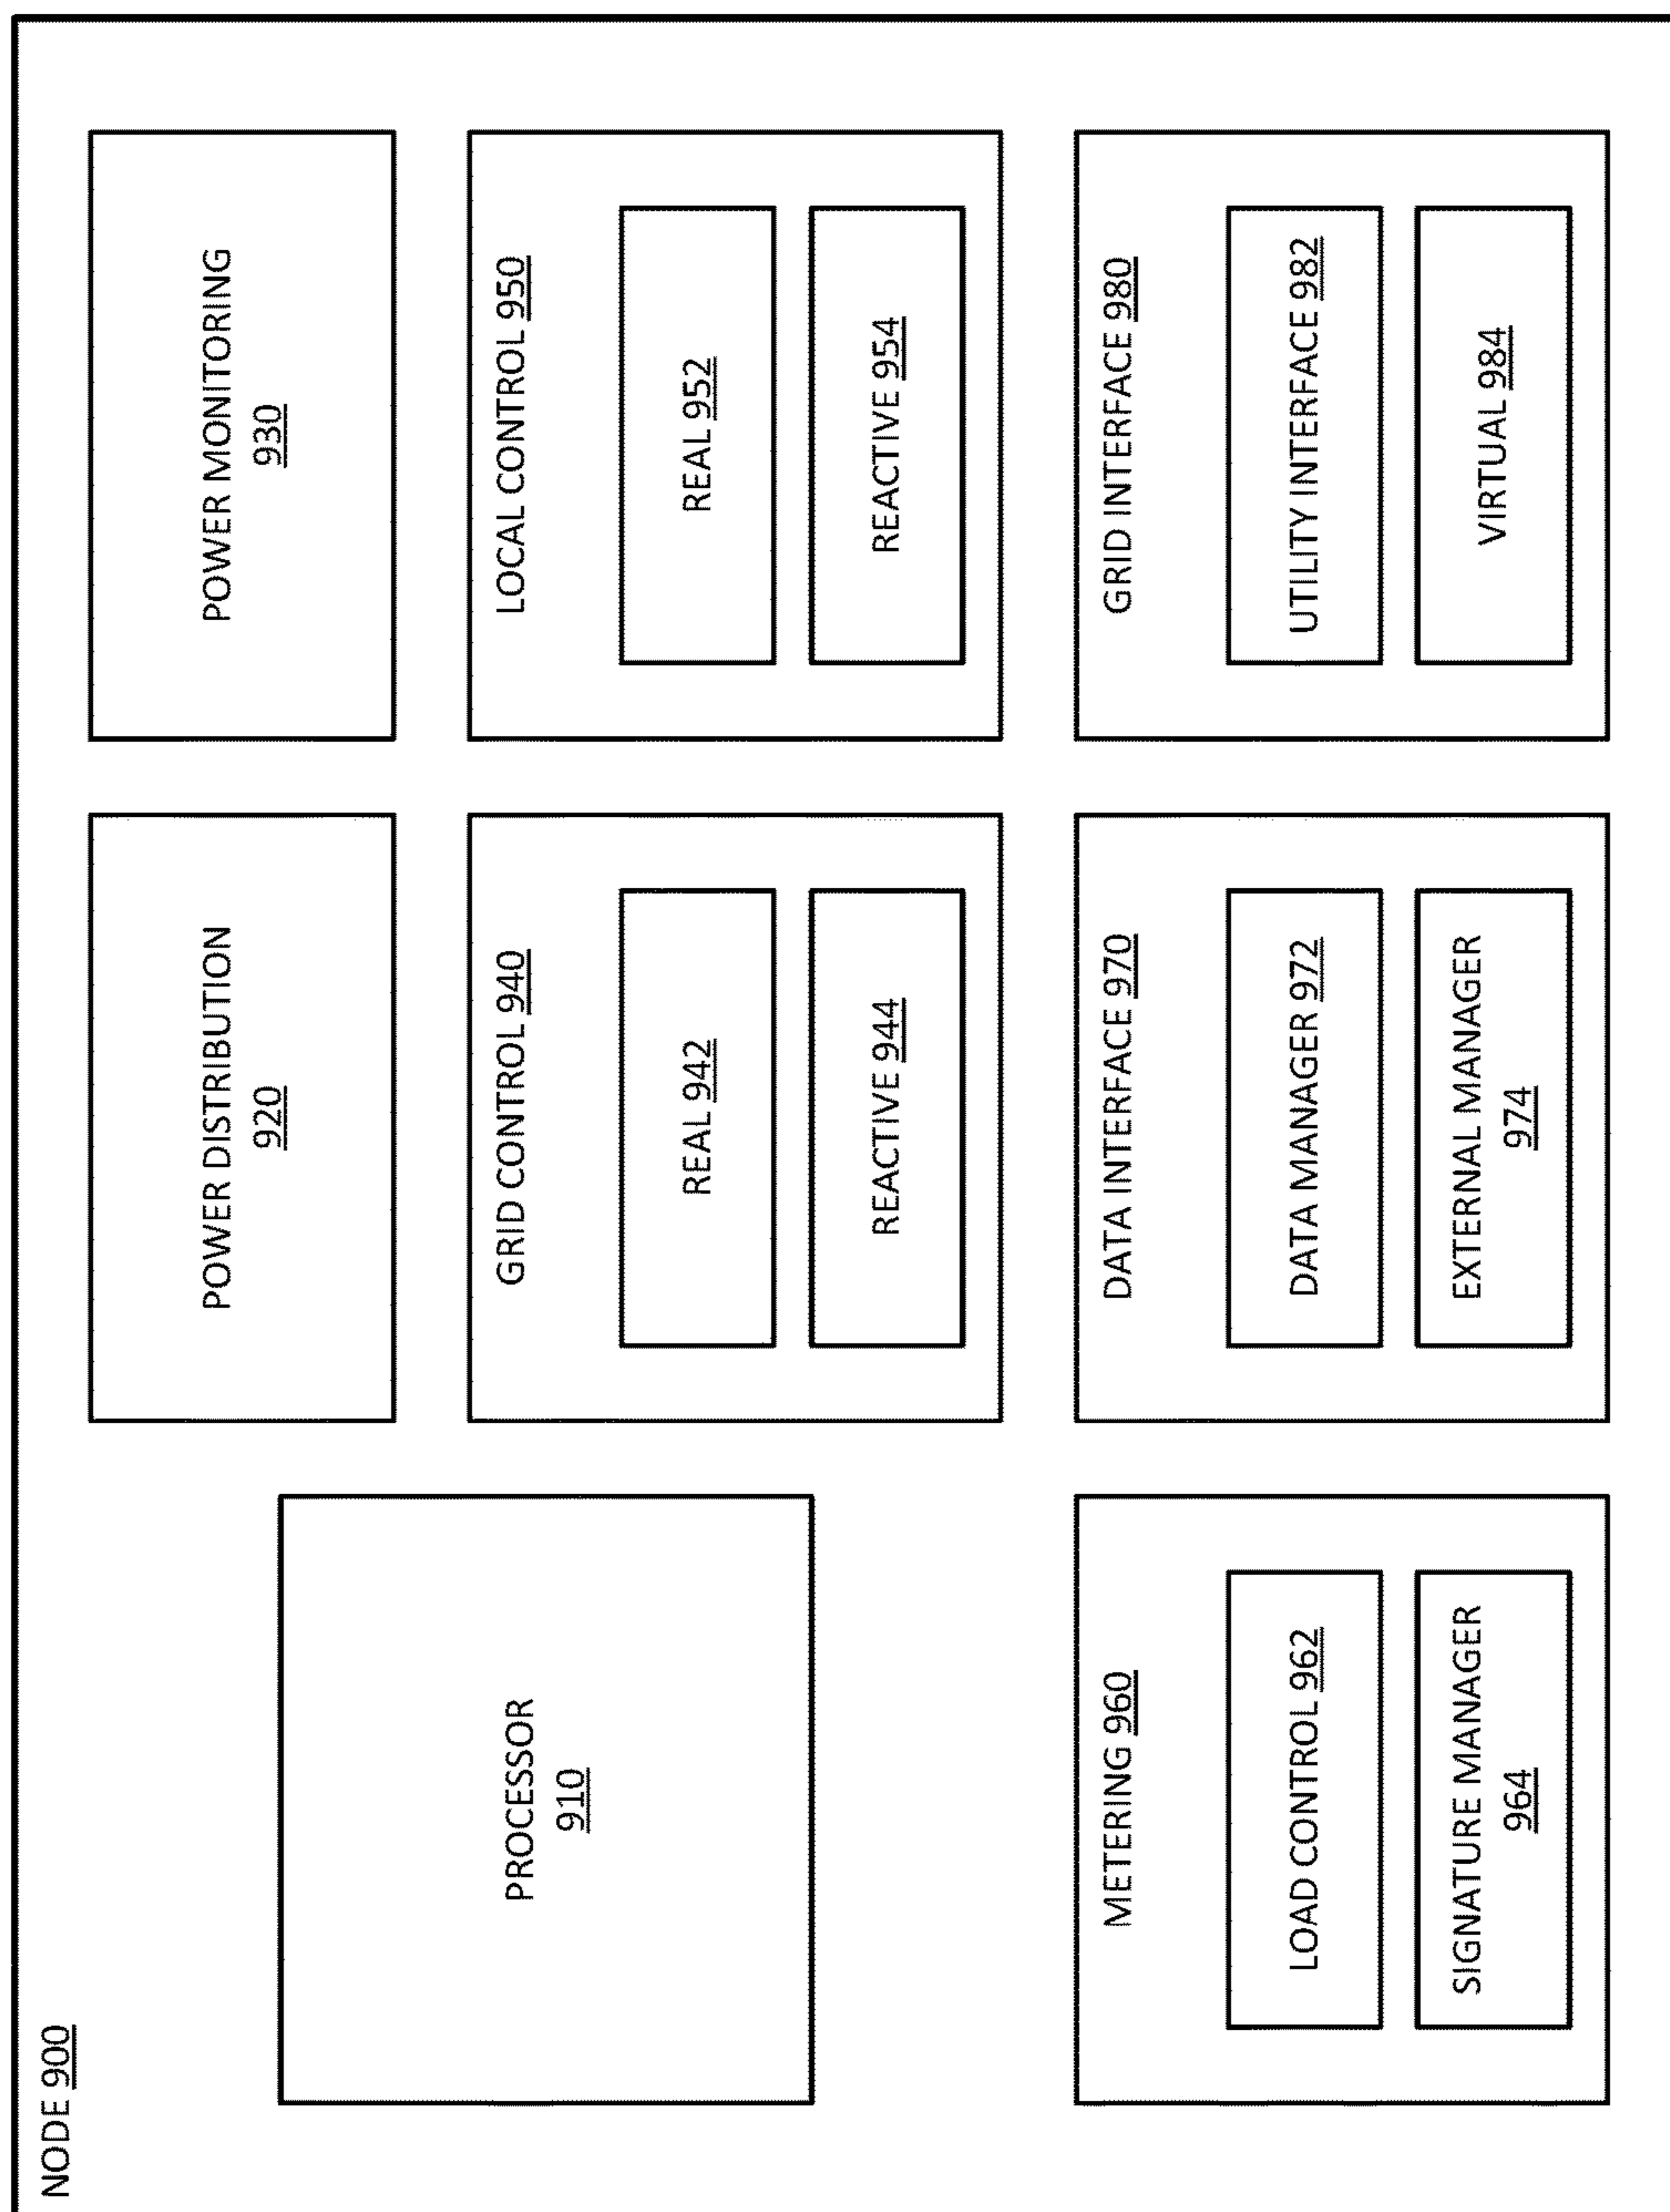 NODE 900
PROCESSOR
910
POWER DISTRIBUTION
920
POWER MONITORING
930
GRID CONTROL 940
REAL 942
REACTIVE 944
LOCAL CONTROL 950
REAL 952
REACTIVE 954
METERING 960
LOAD CONTROL 962
SIGNATURE MANAGER
964
DATA INTERFACE 970
DATA MANAGER 972
EXTERNAL MANAGER
974
GRID INTERFACE 980
UTILITY INTERFACE 982
VIRTUAL 984